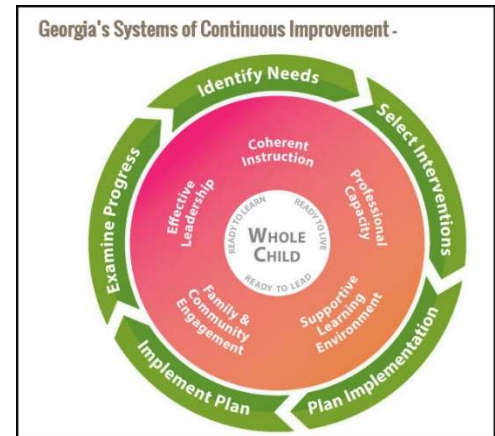 Georgia's Systems of Continuous Improvement -
Identify Needs
Select Interventions
Plan Implementation
Implement Plan
Examine Progress
Coherent
Instruction
Professional
Capacity
Supportive
Learning
Environment
Family &
Community
Engagement
Effective
Leadership
READY TO LEARN
READY TO LIVE
READY TO LEAD
WHOLE
CHILD